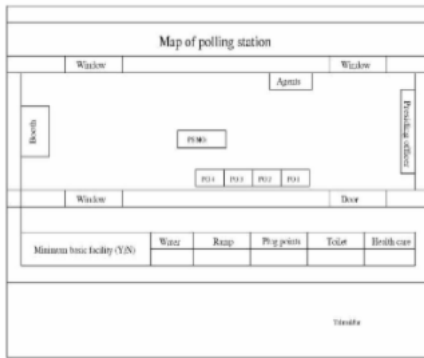 Map of polling station
Window
Window
Agents
Booth
Presiding officer
PO4
PO3
PO2
PO1
Window
Door
Minimum basic facility (Y/N)
Water
Ramp
Plug points
Toilet
Health care